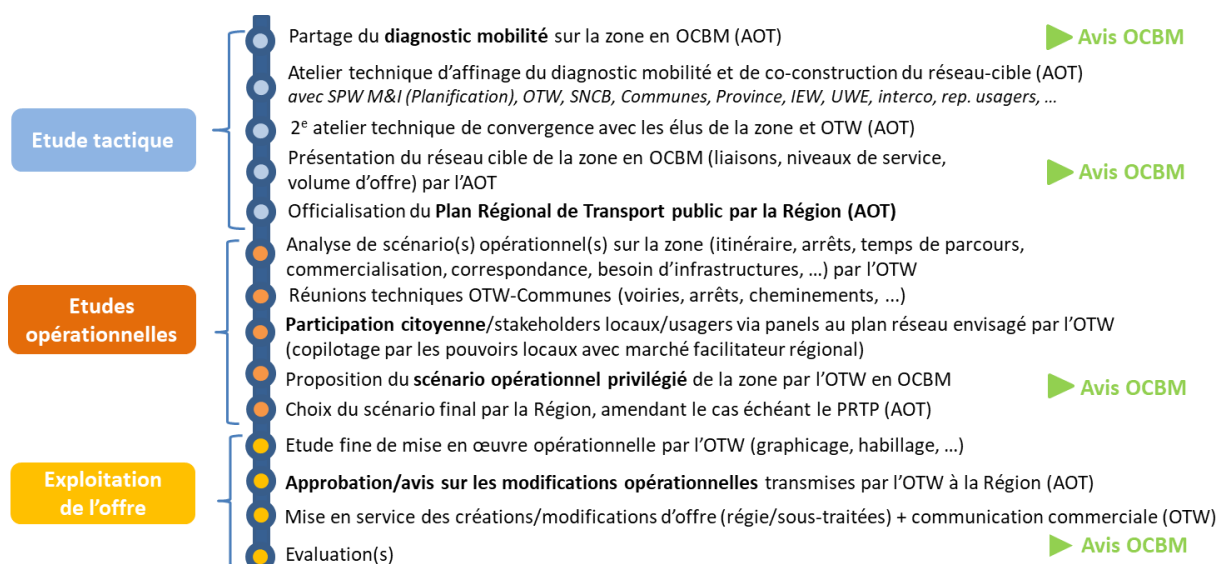 Partage du diagnostic mobilité sur la zone en OCBM (AOT)
Avis OCBM
Atelier technique d'affinage du diagnostic mobilité et de co-construction du réseau-cible (AOT)
avec SPW M&I (Planification), OTW, SNCB, Communes, Province, IEW, UWE, interco, rep. usagers, ...
Etude tactique
2e atelier technique de convergence avec les élus de la zone et OTW (AOT)
Présentation du réseau cible de la zone en OCBM (liaisons, niveaux de service,
volume d'offre) par l'AOT
Avis OCBM
Officialisation du Plan Régional de Transport public par la Région (AOT)
Analyse de scénario(s) opérationnel(s) sur la zone (itinéraire, arrêts, temps de parcours,
commercialisation, correspondance, besoin d'infrastructures, ...) par l'OTW
Etudes
opérationnelles
Réunions techniques OTW-Communes (voiries, arrêts, cheminements, ...)
Participation citoyenne/stakeholders locaux/usagers via panels au plan réseau envisagé par l'OTW
(copilotage par les pouvoirs locaux avec marché facilitateur régional)
Proposition du scénario opérationnel privilégié de la zone par l'OTW en OCBM
Avis OCBM
Choix du scénario final par la Région, amendant le cas échéant le PRTP (AOT)
Etude fine de mise en œuvre opérationnelle par l'OTW (graphicage, habillage, ...)
Exploitation
de l'offre
Approbation/avis sur les modifications opérationnelles transmises par l'OTW à la Région (AOT)
Mise en service des créations/modifications d'offre (régie/sous-traitées) + communication commerciale (OTW)
Evaluation(s)
Avis OCBM